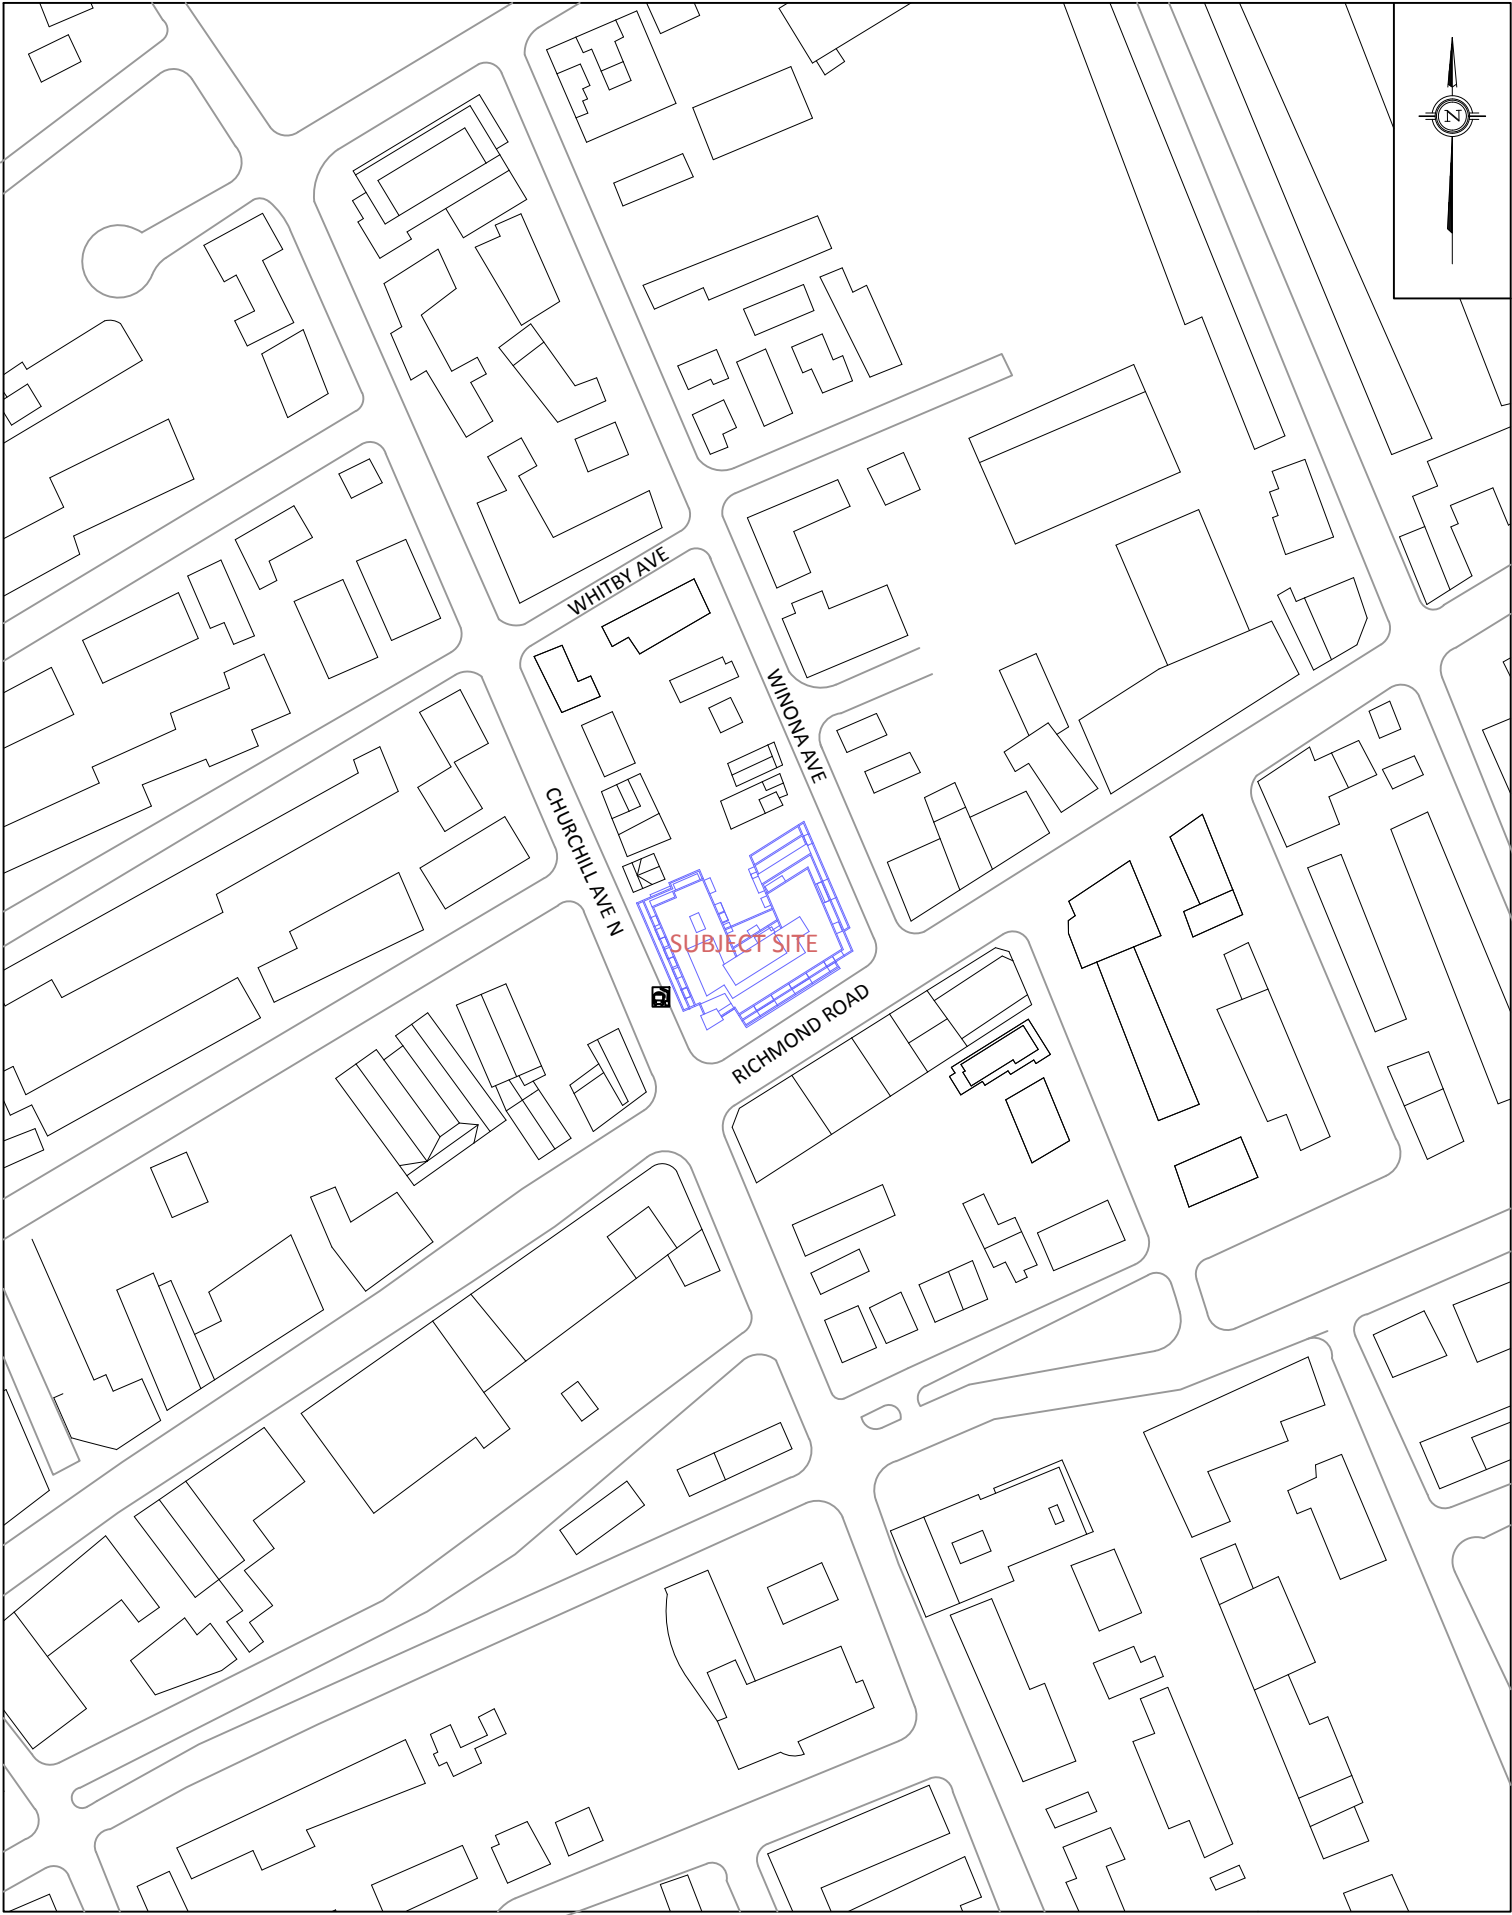 N
WHITBY AVE
WINONA AVE
CHURCHILL AVE N
SUBJECT SITE
RICHMOND ROAD